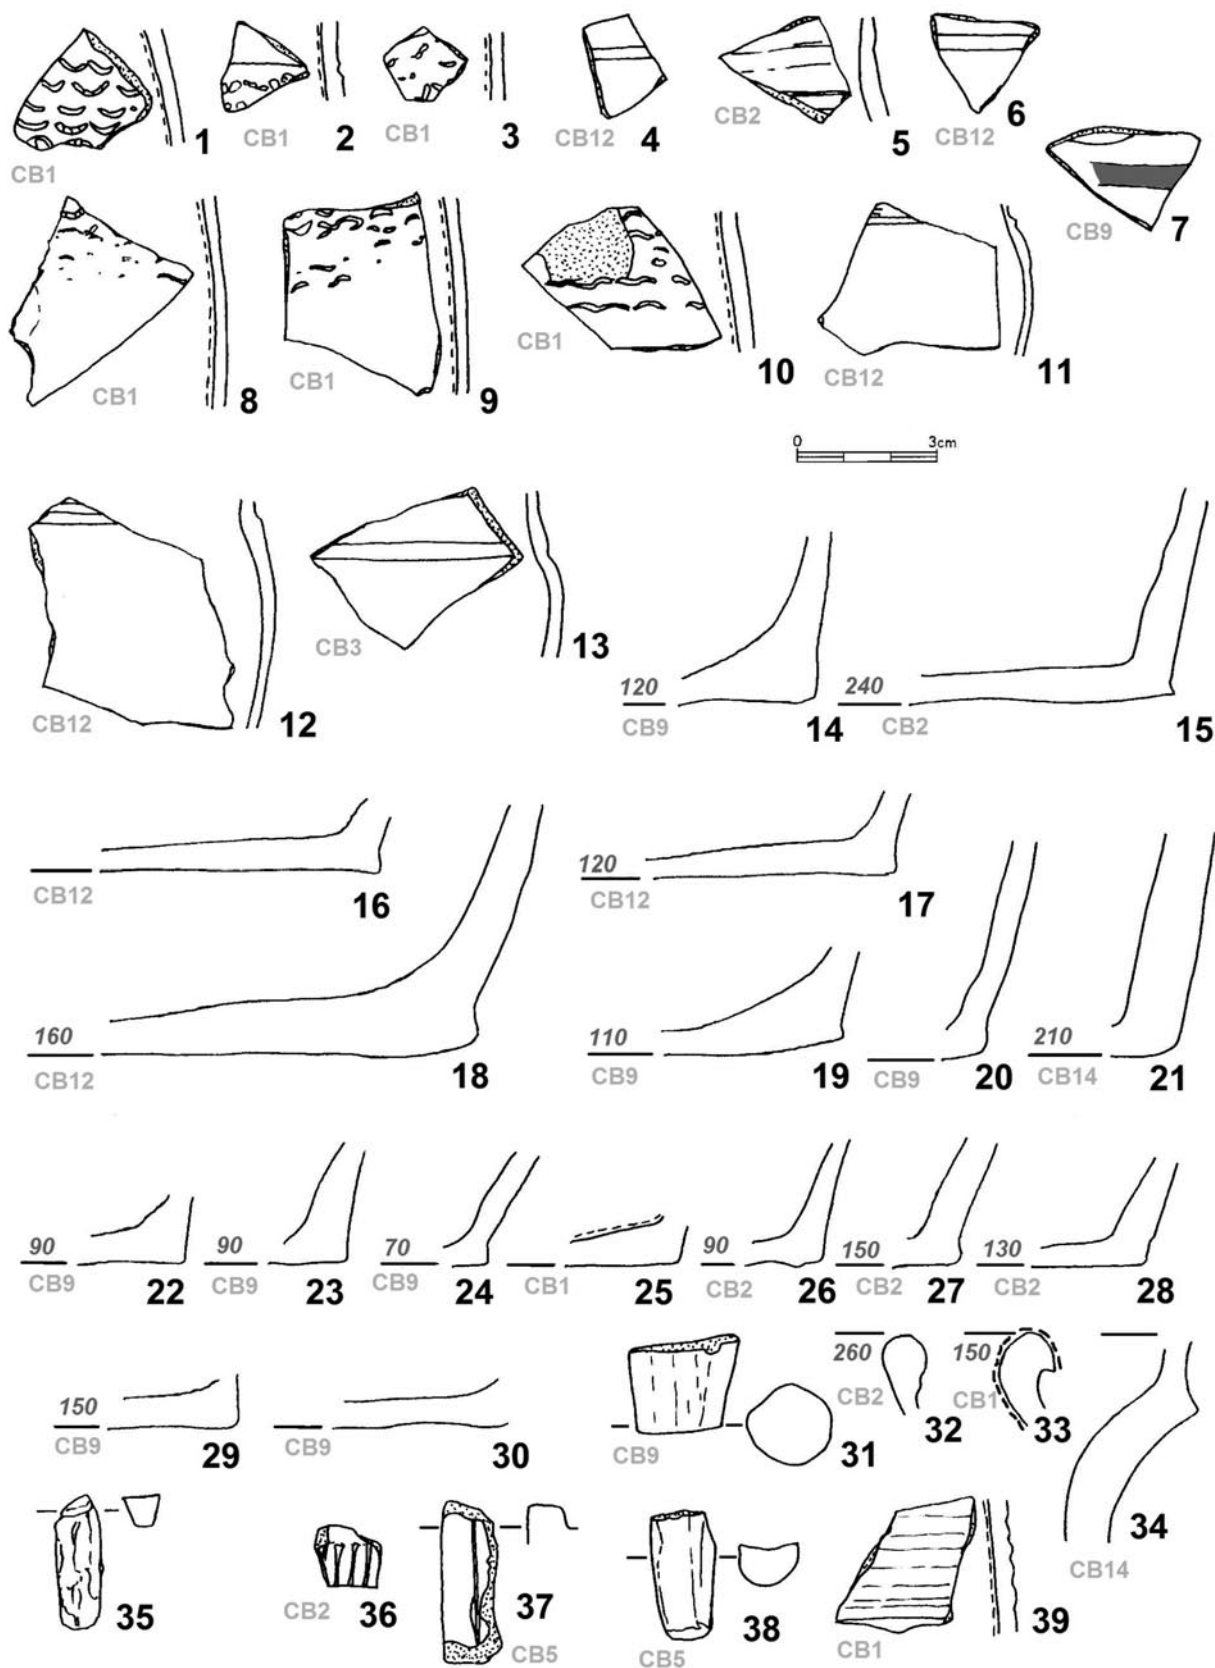 1 CB1
2 CB1
3 CB1
4 CB12
5 CB2
6 CB12
7 CB9
8 CB1
9 CB1
10 CB1
11 CB12
0 3cm
12 CB12
13 CB3
120 CB9 14
240 CB2 15
CB12 16
120 CB12 17
160 CB12 18
110 CB9 19
CB9 20
210 CB14 21
90 CB9 22
90 CB9 23
70 CB9 24
CB1 25
90 CB2 26
150 CB2 27
130 CB2 28
150 CB9 29
CB9 30
CB9 31
260 CB2 32
150 CB1 33
34 CB14
35
CB2 36
37 CB5
CB5 38
CB1 39